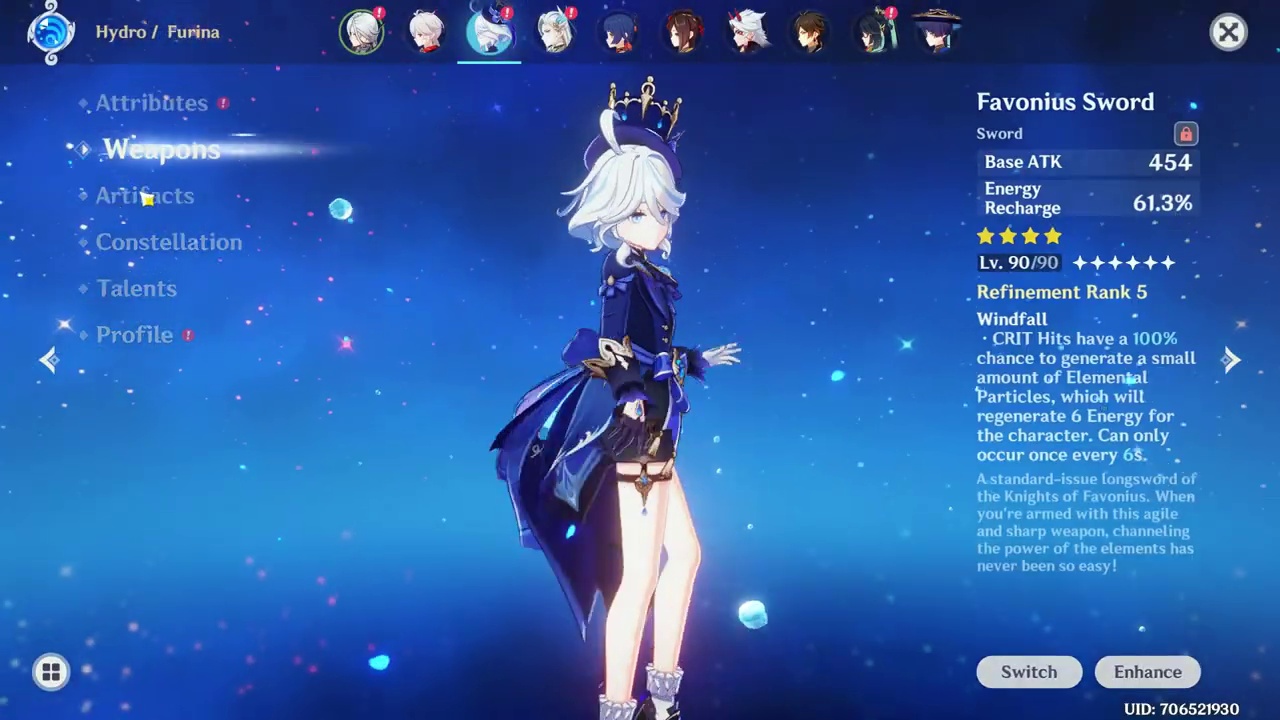 Hydro / Furina
Attributes
Weapons
Artifacts
Constellation
Talents
Profile
Favonius Sword
Sword
Base ATK 454
Energy
Recharge 61.3%
Lv. 90/90
Refinement Rank 5
Windfall
· CRIT Hits have a 100%
chance to generate a small
amount of Elemental
Particles, which will
regenerate 6 Energy for
the character. Can only
occur once every 6s.
A standard-issue longsword of
the Knights of Favonius. When
you're armed with this agile
and sharp weapon, channeling
the power of the elements has
never been so easy!
Switch
Enhance
UID: 706521930